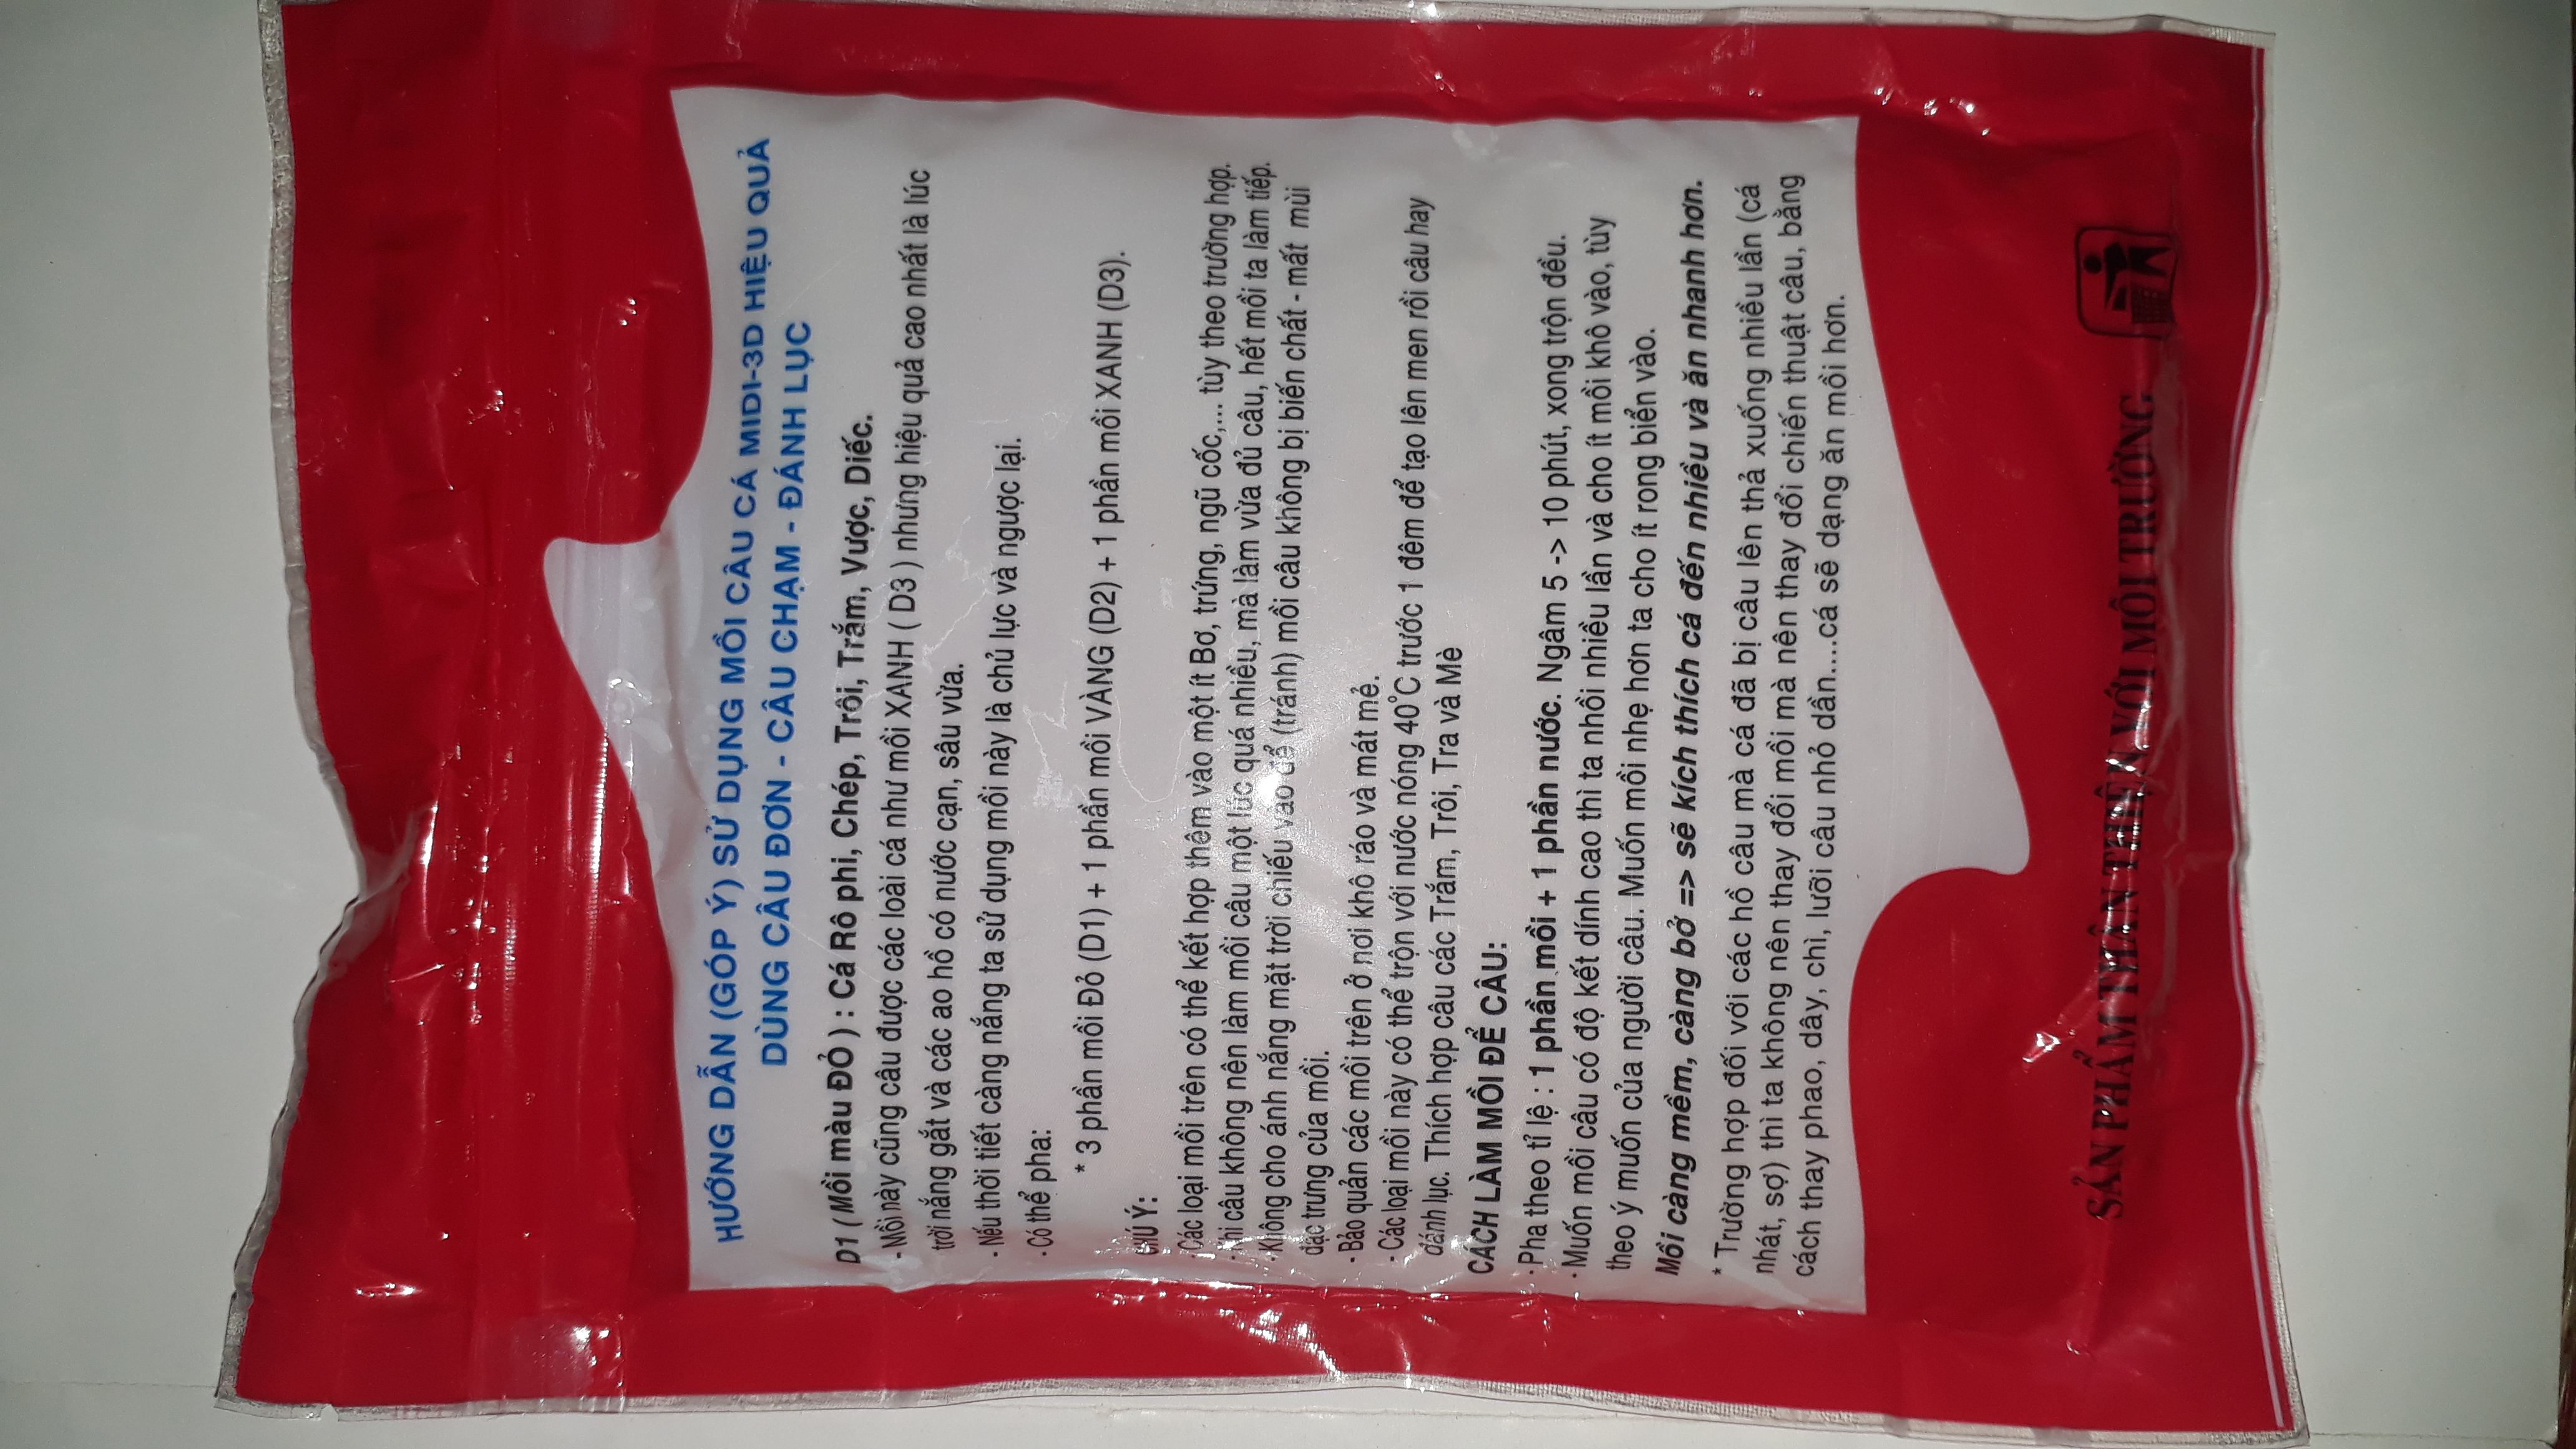 HƯỚNG DẪN (GÓP Ý) SỬ DỤNG MỒI CÂU CÁ MIDI-3D HIỆU QUẢ
DÙNG CÂU ĐƠN - CÂU CHẠM - ĐÁNH LỤC
D1 ( Mồi màu ĐỎ ) : Cá Rô phi, Chép, Trôi, Trắm, Vược, Diếc.
- Mồi này cũng câu được các loài cá như mồi XANH ( D3 ) nhưng hiệu quả cao nhất là lúc
trời nắng gắt và các ao hồ có nước cạn, sâu vừa.
- Nếu thời tiết càng nắng ta sử dụng mồi này là chủ lực và ngược lại.
- Có thể pha:
* 3 phần mồi Đỏ (D1) + 1 phần mồi VÀNG (D2) + 1 phần mồi XANH (D3).
CHÚ Ý:
- Các loại mồi trên có thể kết hợp thêm vào một ít Bơ, trứng, ngũ cốc,... tùy theo trường hợp.
- Khi câu không nên làm mồi câu một lúc quá nhiều, mà làm vừa đủ câu, hết mồi ta làm tiếp.
- Không cho ánh nắng mặt trời chiếu vào để (tránh) mồi câu không bị biến chất - mất mùi
đặc trưng của mồi.
- Bảo quản các mồi trên ở nơi khô ráo và mát mẻ.
- Các loại mồi này có thể trộn với nước nóng 40°C trước 1 đêm để tạo lên men rồi câu hay
đánh lục. Thích hợp câu các Trắm, Trôi, Tra và Mè
CÁCH LÀM MỒI ĐỂ CÂU:
- Pha theo tỉ lệ : 1 phần mồi + 1 phần nước. Ngâm 5 -> 10 phút, xong trộn đều.
- Muốn mồi câu có độ kết dính cao thì ta nhồi nhiều lần và cho ít mồi khô vào, tùy
theo ý muốn của người câu. Muốn mồi nhẹ hơn ta cho ít rong biển vào.
Mồi càng mềm, càng bở => sẽ kích thích cá đến nhiều và ăn nhanh hơn.
* Trường hợp đối với các hồ câu mà cá đã bị câu lên thả xuống nhiều lần (cá
nhát, sợ) thì ta không nên thay đổi mồi mà nên thay đổi chiến thuật câu, bằng
cách thay phao, dây, chì, lưỡi câu nhỏ dần....cá sẽ dạng ăn mồi hơn.
SẢN PHẨM THÂN THIỆN VỚI MÔI TRƯỜNG